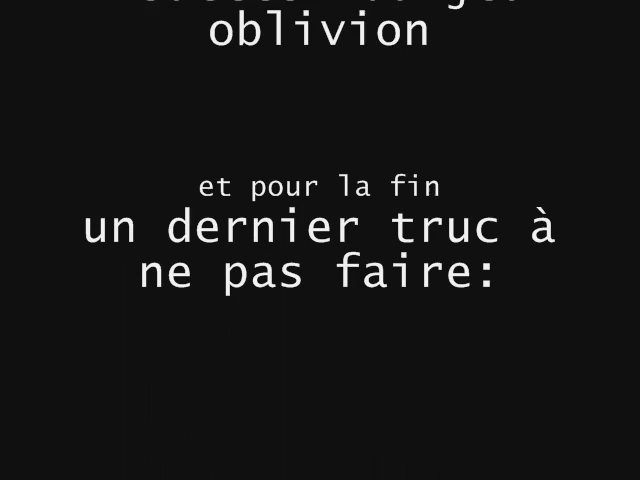 oblivion
et pour la fin
un dernier truc à
ne pas faire: